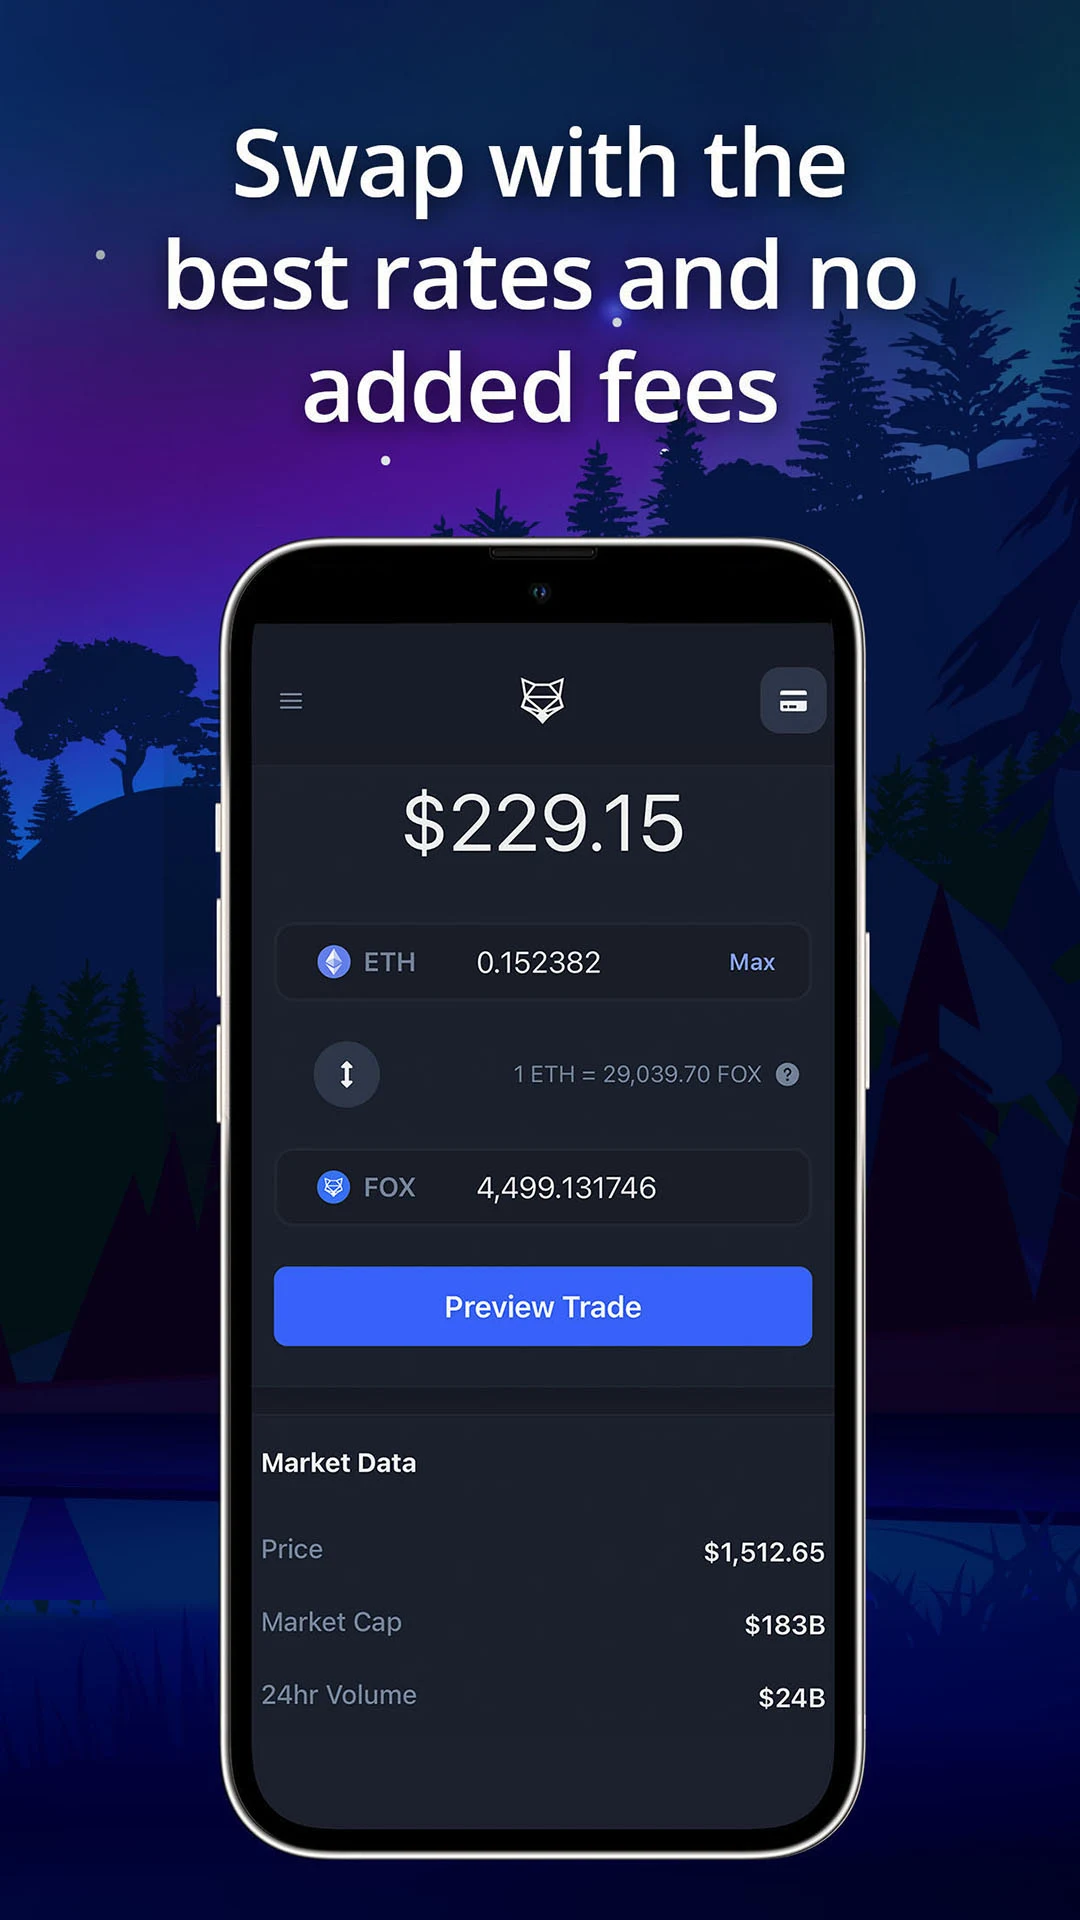 Swap with the
best rates and no
added fees
$229.15
ETH 0.152382 Max
1 ETH = 29,039.70 FOX ?
FOX 4,499.131746
Preview Trade
Market Data
Price $1,512.65
Market Cap $183B
24hr Volume $24B